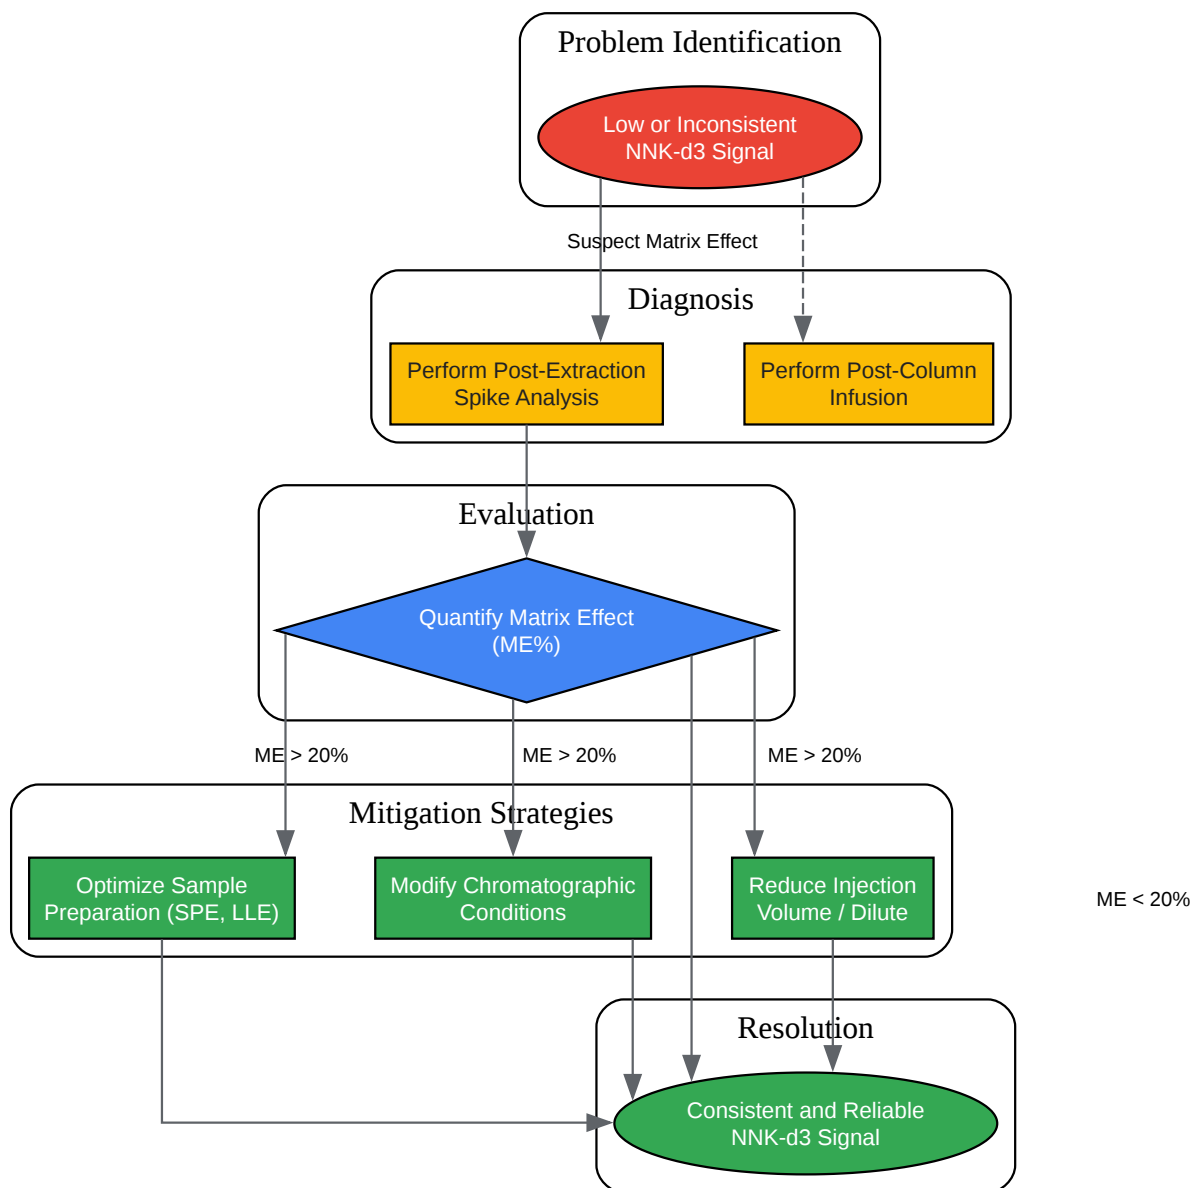 Problem Identification
Low or Inconsistent
NNK-d3 Signal
Suspect Matrix Effect
Diagnosis
Perform Post-Extraction
Spike Analysis
Perform Post-Column
Infusion
Evaluation
Quantify Matrix Effect
(ME%)
ME > 20%
ME > 20%
ME > 20%
Mitigation Strategies
Optimize Sample
Preparation (SPE, LLE)
Modify Chromatographic
Conditions
Reduce Injection
Volume / Dilute
ME < 20%
Resolution
Consistent and Reliable
NNK-d3 Signal